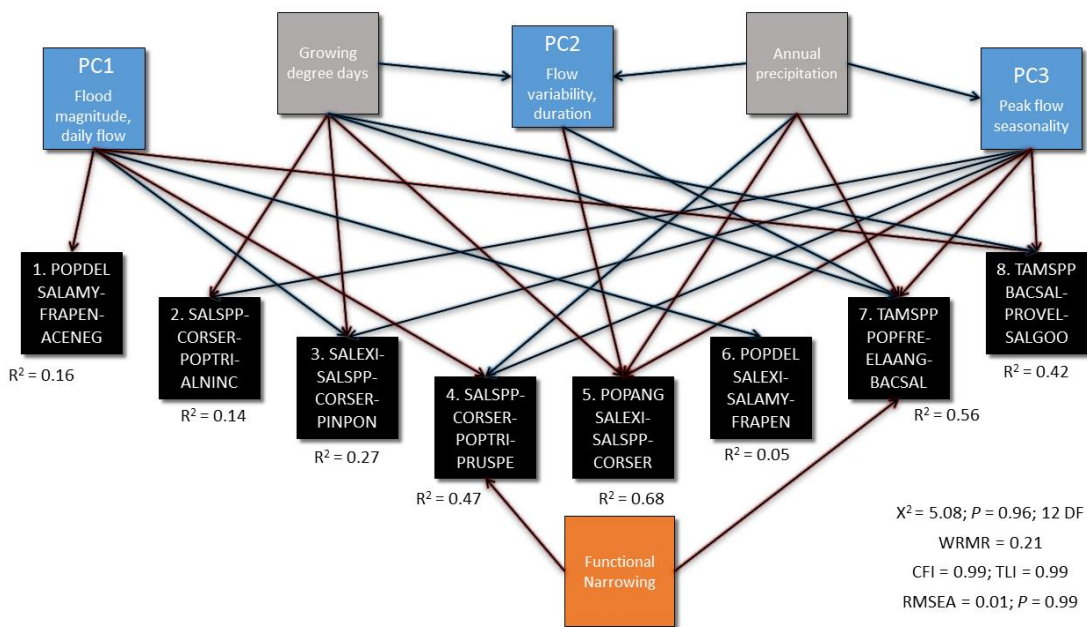 PC1
Flood
magnitude,
daily flow
Growing
degree days
PC2
Flow
variability,
duration
Annual
precipitation
PC3
Peak flow
seasonality
1. POPDEL
SALAMY-
FRAPEN-
ACENEG
R² = 0.16
2. SALSPP-
CORSER-
POPTRI-
ALNINC
R² = 0.14
3. SALEXI-
SALSPP-
CORSER-
PINPON
R² = 0.27
4. SALSPP-
CORSER-
POPTRI-
PRUSPE
R² = 0.47
5. POPANG
SALEXI-
SALSPP-
CORSER
R² = 0.68
6. POPDEL
SALEXI-
SALAMY-
FRAPEN
R² = 0.05
7. TAMSPP
POPFRE-
ELAANG-
BACSAL
R² = 0.56
8. TAMSPP
BACSAL-
PROVEL-
SALGOO
R² = 0.42
Functional
Narrowing
X² = 5.08; P = 0.96; 12 DF
WRMR = 0.21
CFI = 0.99; TLI = 0.99
RMSEA = 0.01; P = 0.99